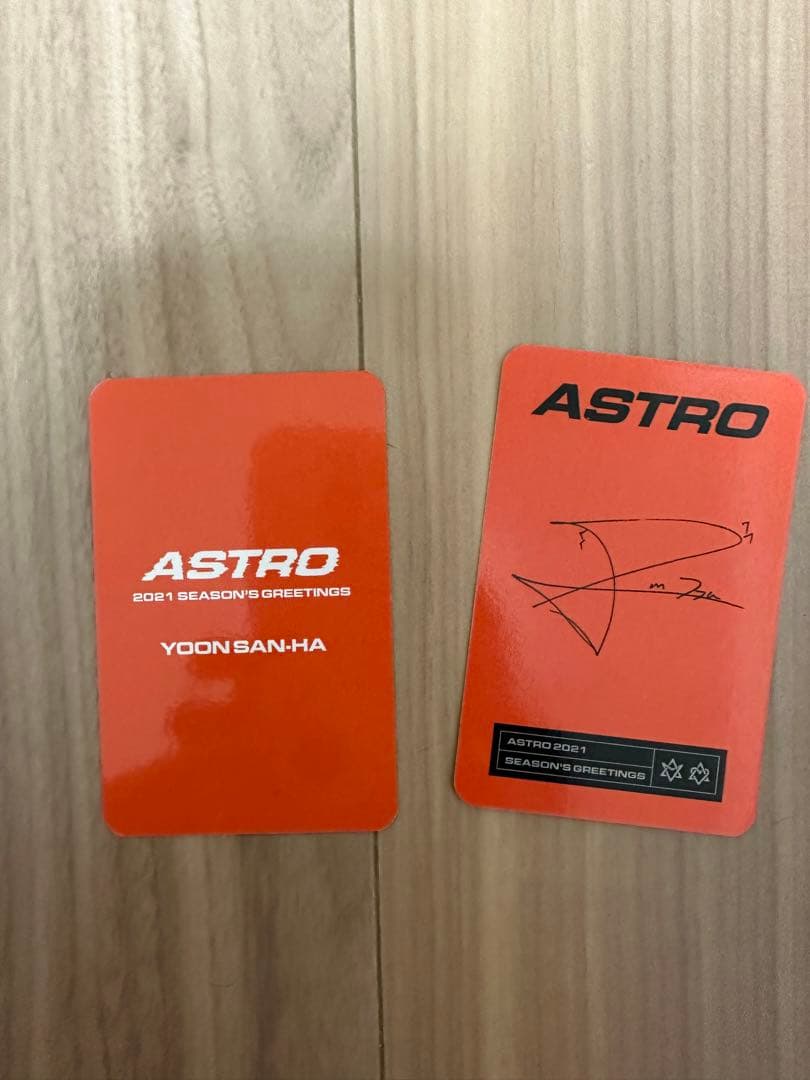 ASTRO
2021 SEASON'S GREETINGS
YOON SAN-HA
ASTRO
ASTRO 2021
SEASON'S GREETINGS